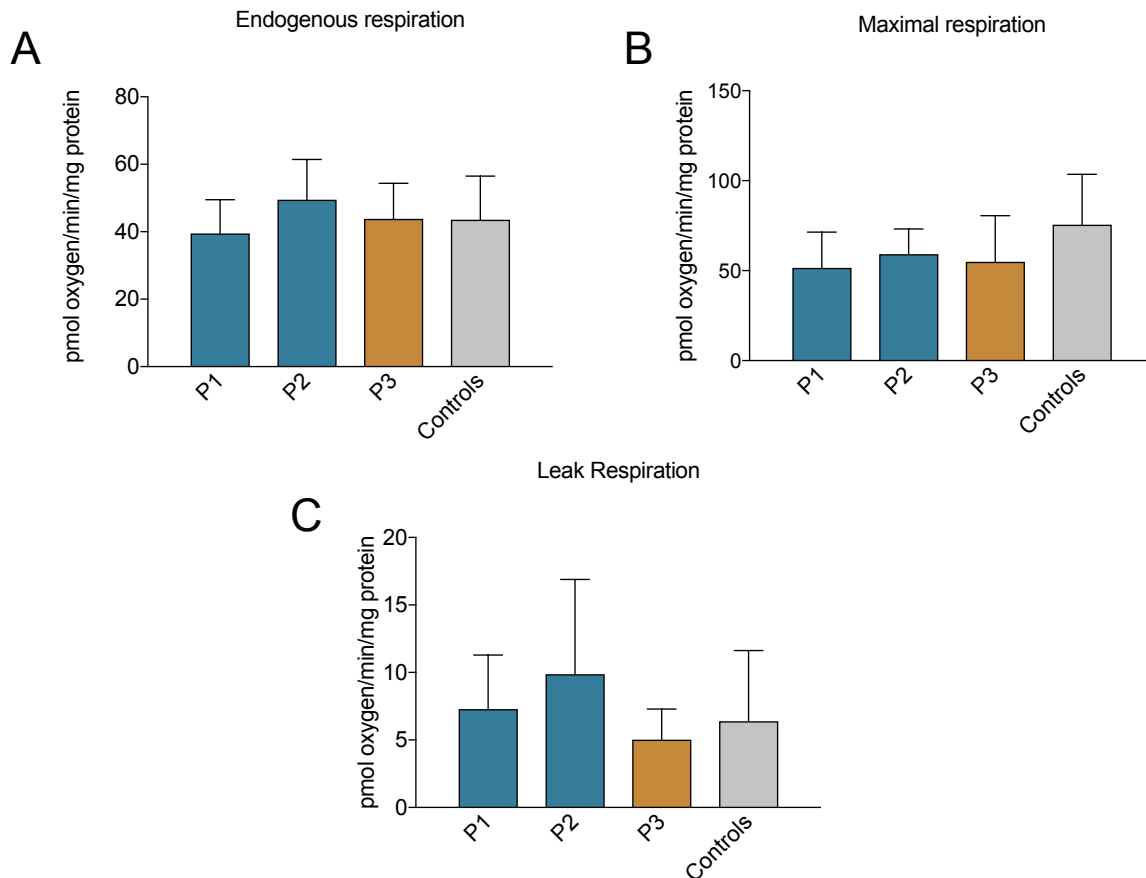 Endogenous respiration
A
pmol oxygen/min/mg protein
80
60
40
20
0
P1
P2
P3
Controls
Maximal respiration
B
pmol oxygen/min/mg protein
150
100
50
0
P1
P2
P3
Controls
Leak Respiration
C
pmol oxygen/min/mg protein
20
15
10
5
0
P1
P2
P3
Controls